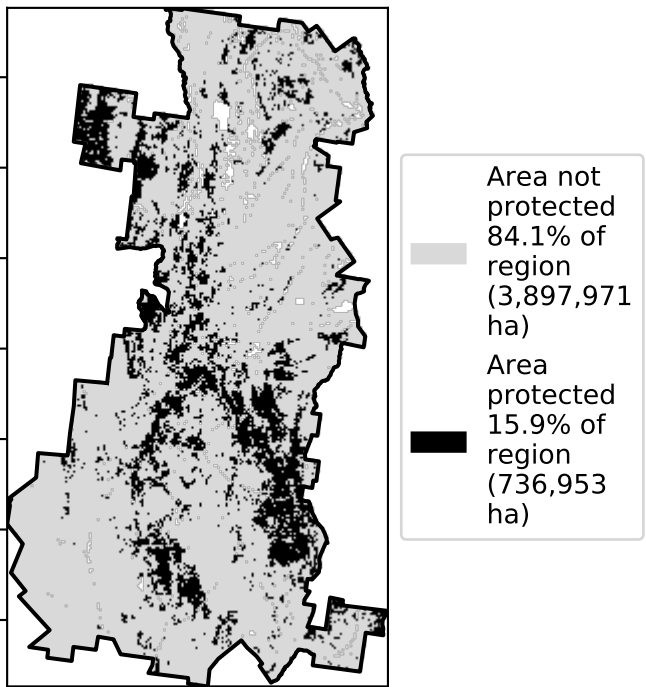 Area not
protected
84.1% of
region
(3,897,971
ha)
Area
protected
15.9% of
region
(736,953
ha)